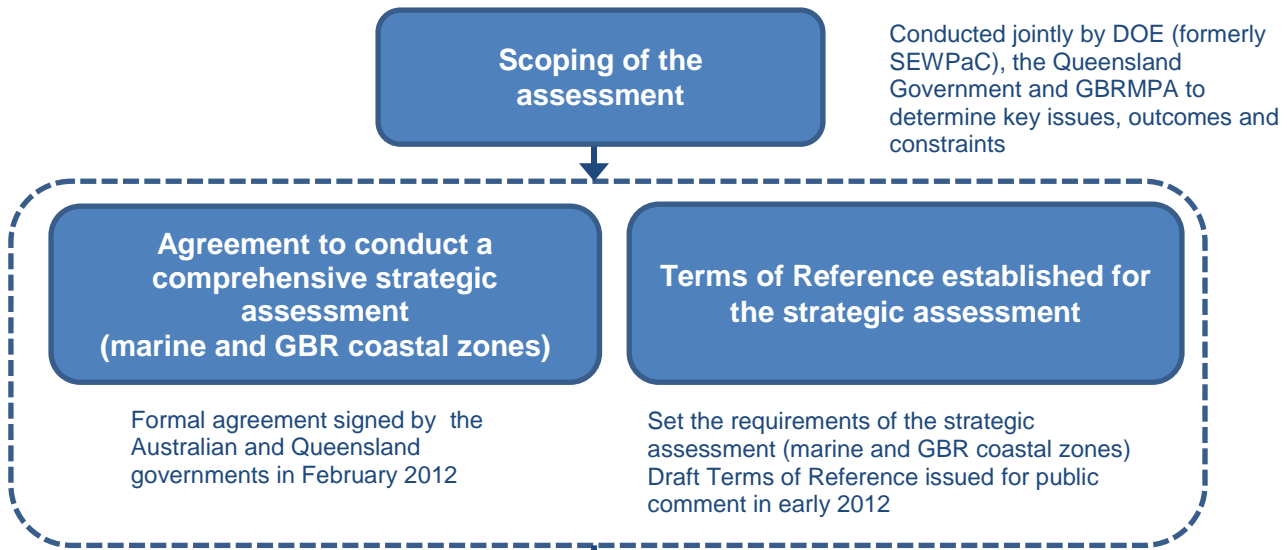 Scoping of the
assessment
Conducted jointly by DOE (formerly
SEWPaC), the Queensland
Government and GBRMPA to
determine key issues, outcomes and
constraints
Agreement to conduct a
comprehensive strategic
assessment
(marine and GBR coastal zones)
Formal agreement signed by the
Australian and Queensland
governments in February 2012
Terms of Reference established for
the strategic assessment
Set the requirements of the strategic
assessment (marine and GBR coastal zones)
Draft Terms of Reference issued for public
comment in early 2012